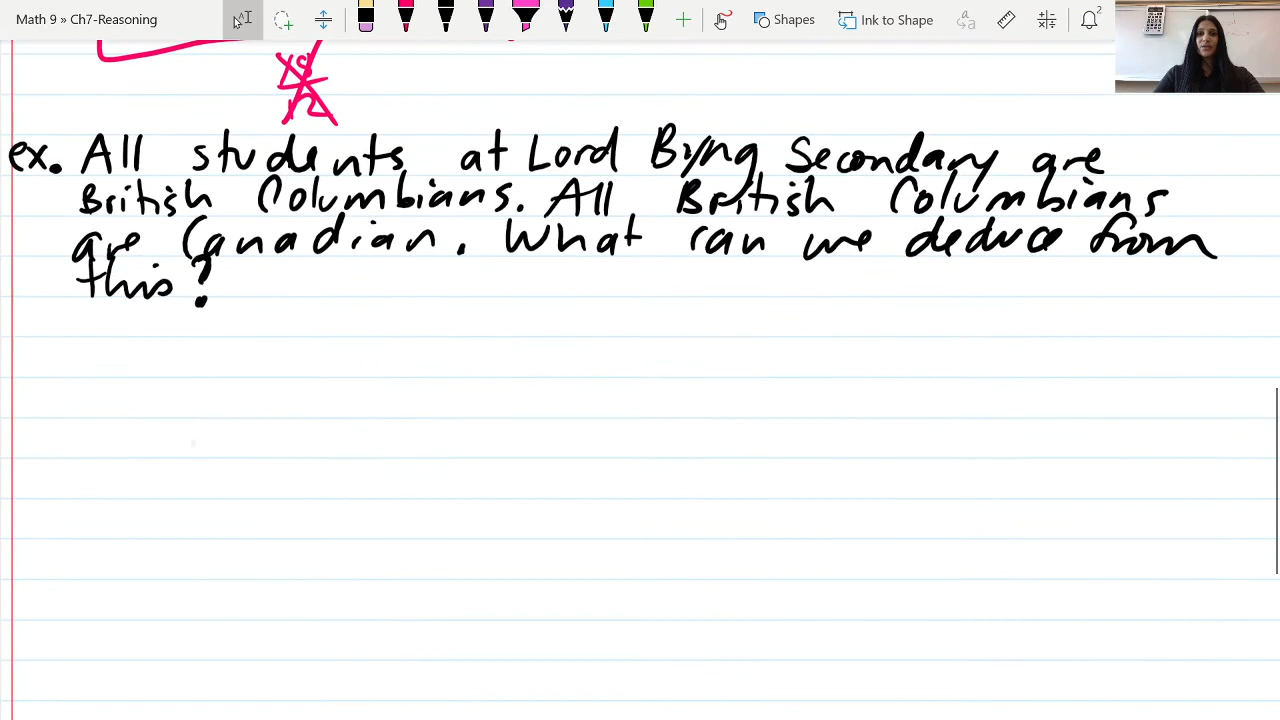 Math 9 » Ch7-Reasoning
Shapes
Ink to Shape
2
ex. All students at Lord Byng Secondary are
British Columbians. All British Columbians
are Canadian. What can we deduce from
this?